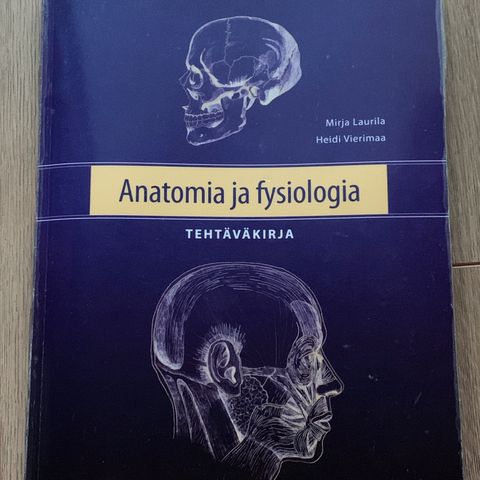 Mirja Laurila
Heidi Vierimaa
Anatomia ja fysiologia
TEHTÄVÄKIRJA